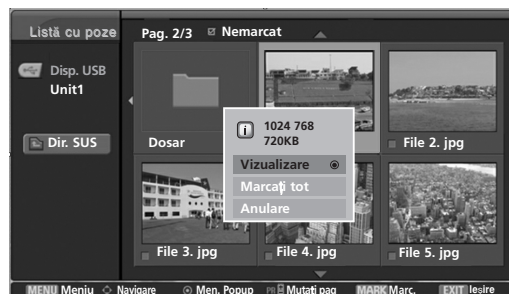 Listă cu poze
Pag. 2/3 Nemarcat
Disp. USB
Unit1
Dir. SUS
Dosar
File 2. jpg
1024 768
720KB
Vizualizare
Marcați tot
Anulare
File 3. jpg
File 4. jpg
File 5. jpg
MENU Meniu Navigare Men. Popup PR Mutați pag MARK Marc. EXIT Iesire